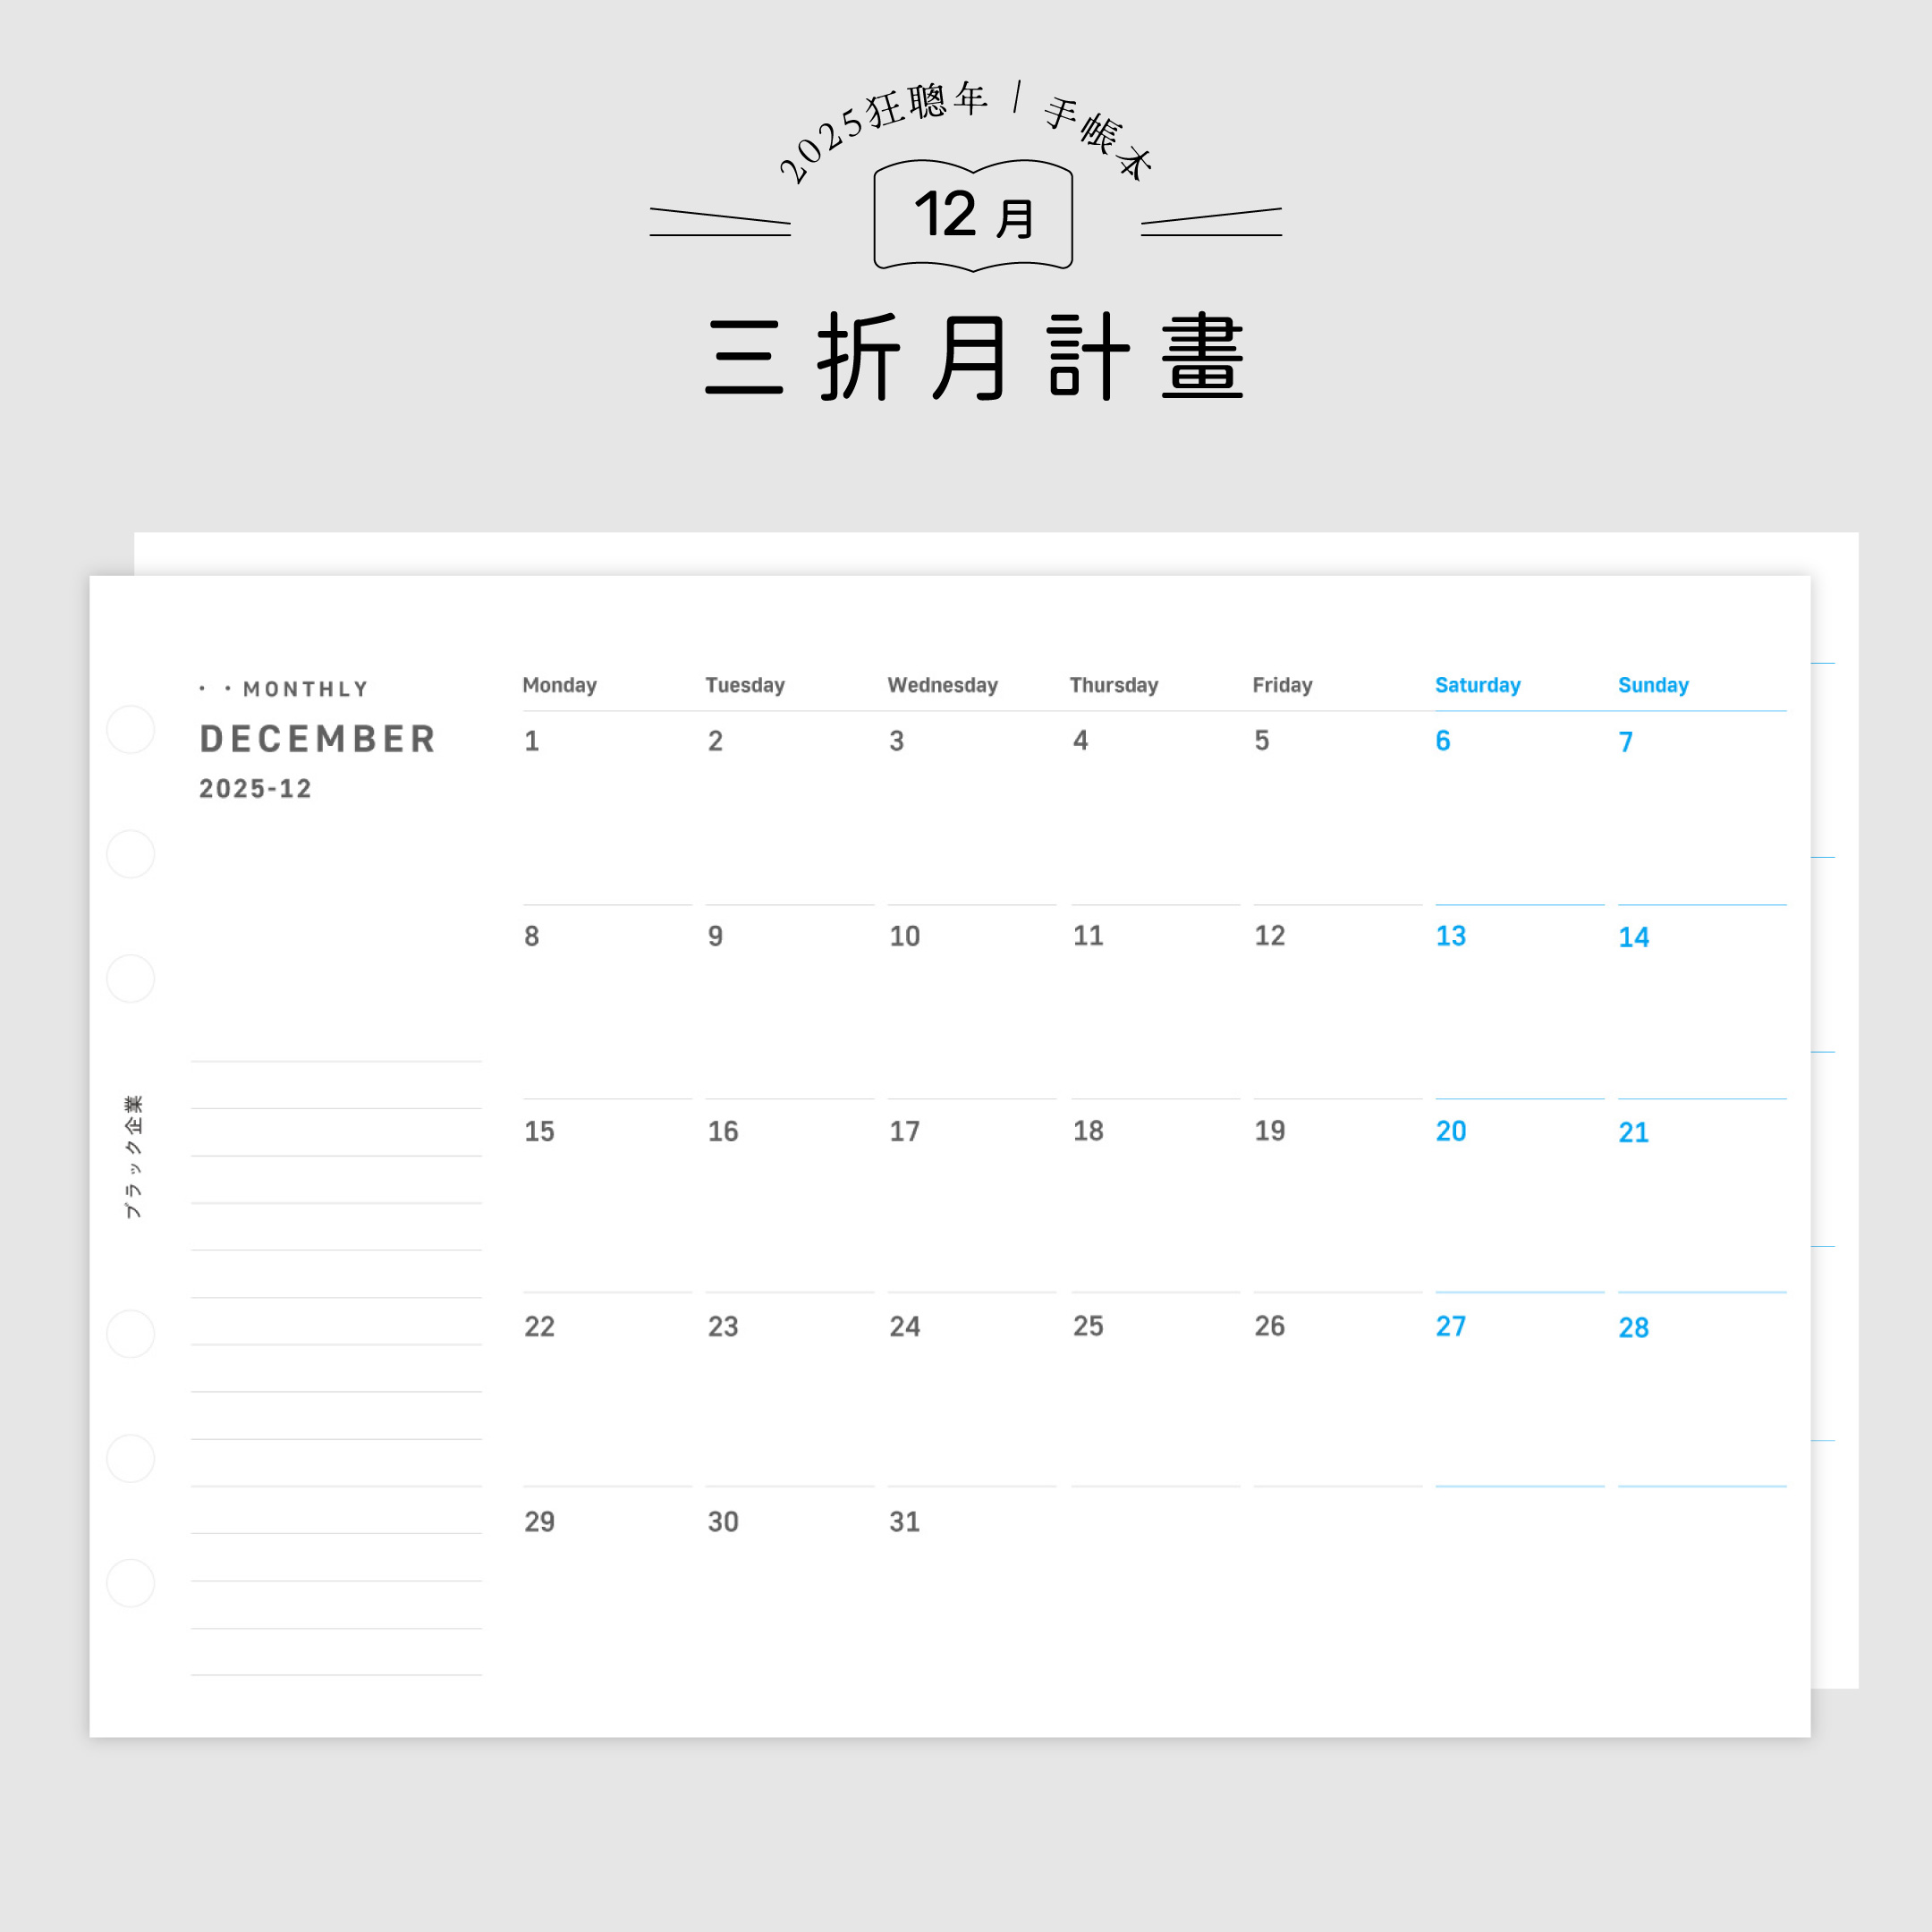 2025狂聰年 / 手帳本
12 月
三折月計畫
· · MONTHLY
DECEMBER
2025-12
ブラック企業
Monday Tuesday Wednesday Thursday Friday Saturday Sunday
1 2 3 4 5 6 7
8 9 10 11 12 13 14
15 16 17 18 19 20 21
22 23 24 25 26 27 28
29 30 31